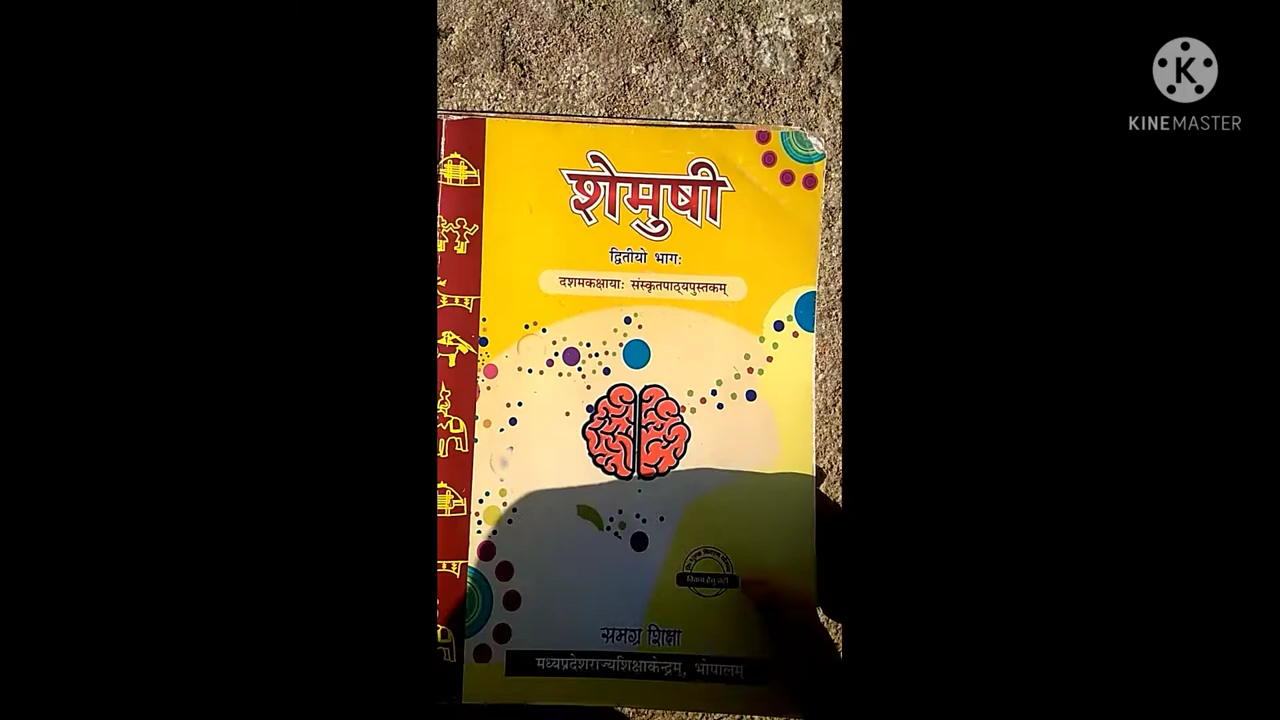 शेमुषी
द्वितीयो भागः
दशमकक्षायाः संस्कृतपाठ्यपुस्तकम्
समग्र शिक्षा
मध्यप्रदेशराज्यशिक्षाकेन्द्रम्, भोपालम्
K
KINEMASTER